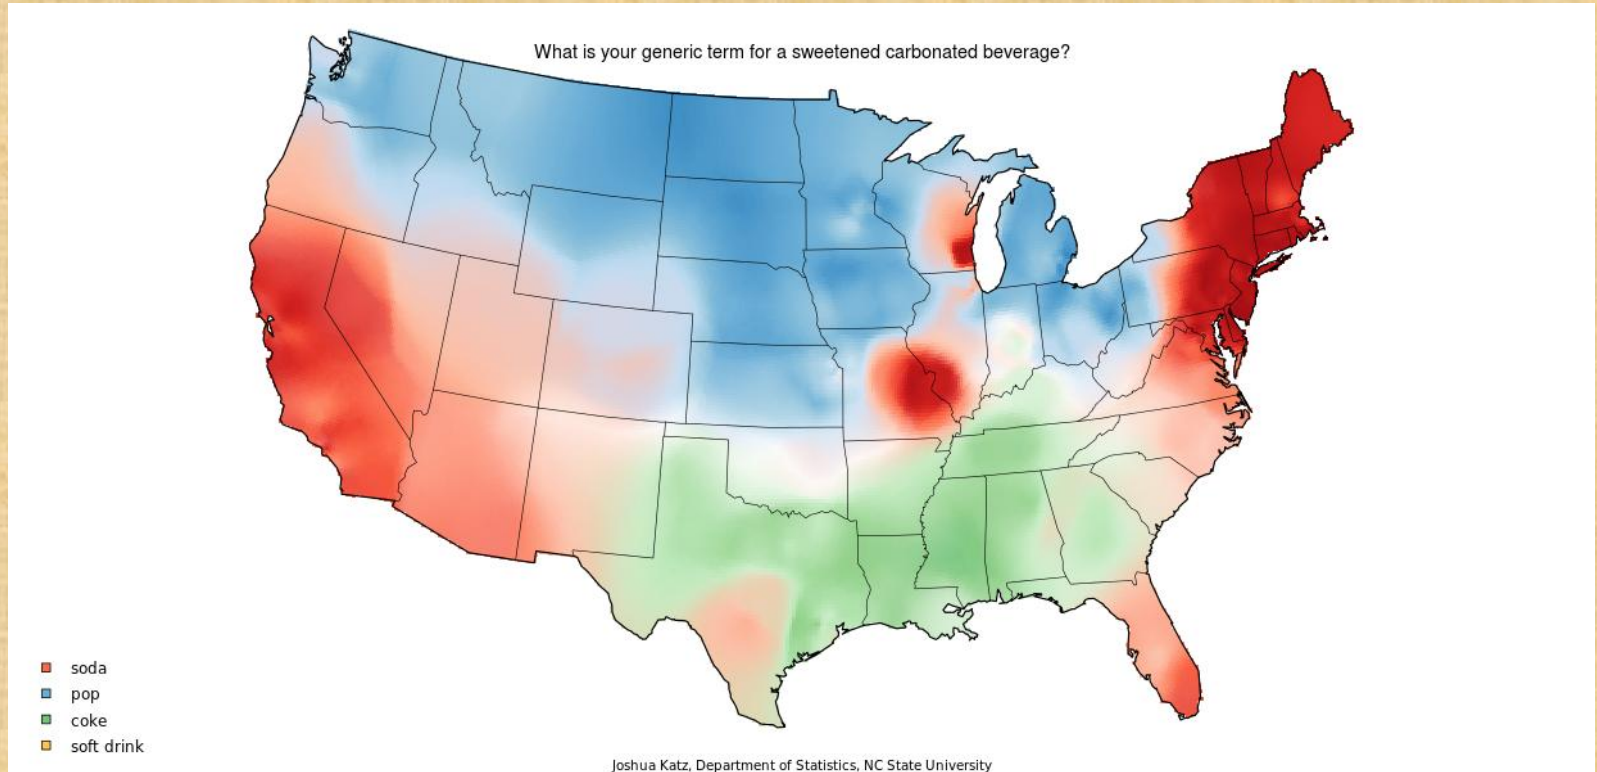 What is your generic term for a sweetened carbonated beverage?
soda
pop
coke
soft drink
Joshua Katz, Department of Statistics, NC State University